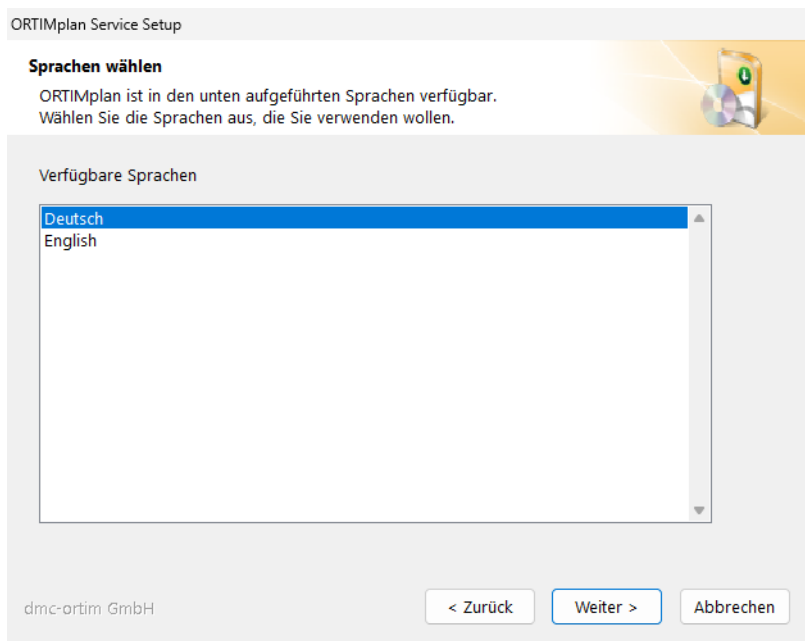 ORTIMplan Service Setup
Sprachen wählen
ORTIMplan ist in den unten aufgeführten Sprachen verfügbar.
Wählen Sie die Sprachen aus, die Sie verwenden wollen.
Verfügbare Sprachen
Deutsch
English
dmc-ortim GmbH
< Zurück
Weiter >
Abbrechen